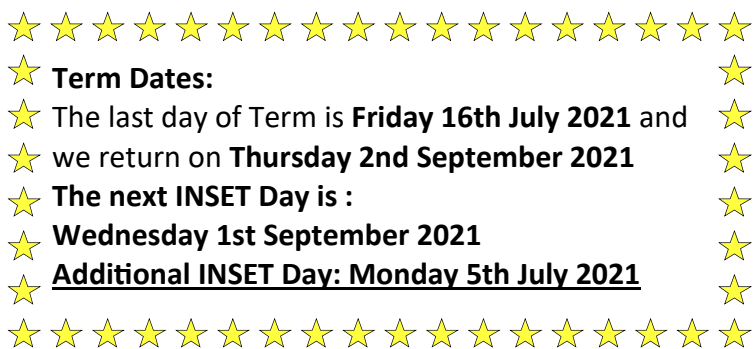 Term Dates:
The last day of Term is Friday 16th July 2021 and
we return on Thursday 2nd September 2021
The next INSET Day is :
Wednesday 1st September 2021
Additional INSET Day: Monday 5th July 2021